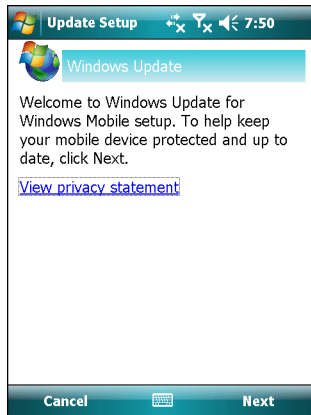 Update Setup 7:50
Windows Update
Welcome to Windows Update for
Windows Mobile setup. To help keep
your mobile device protected and up to
date, click Next.
View privacy statement
Cancel Next